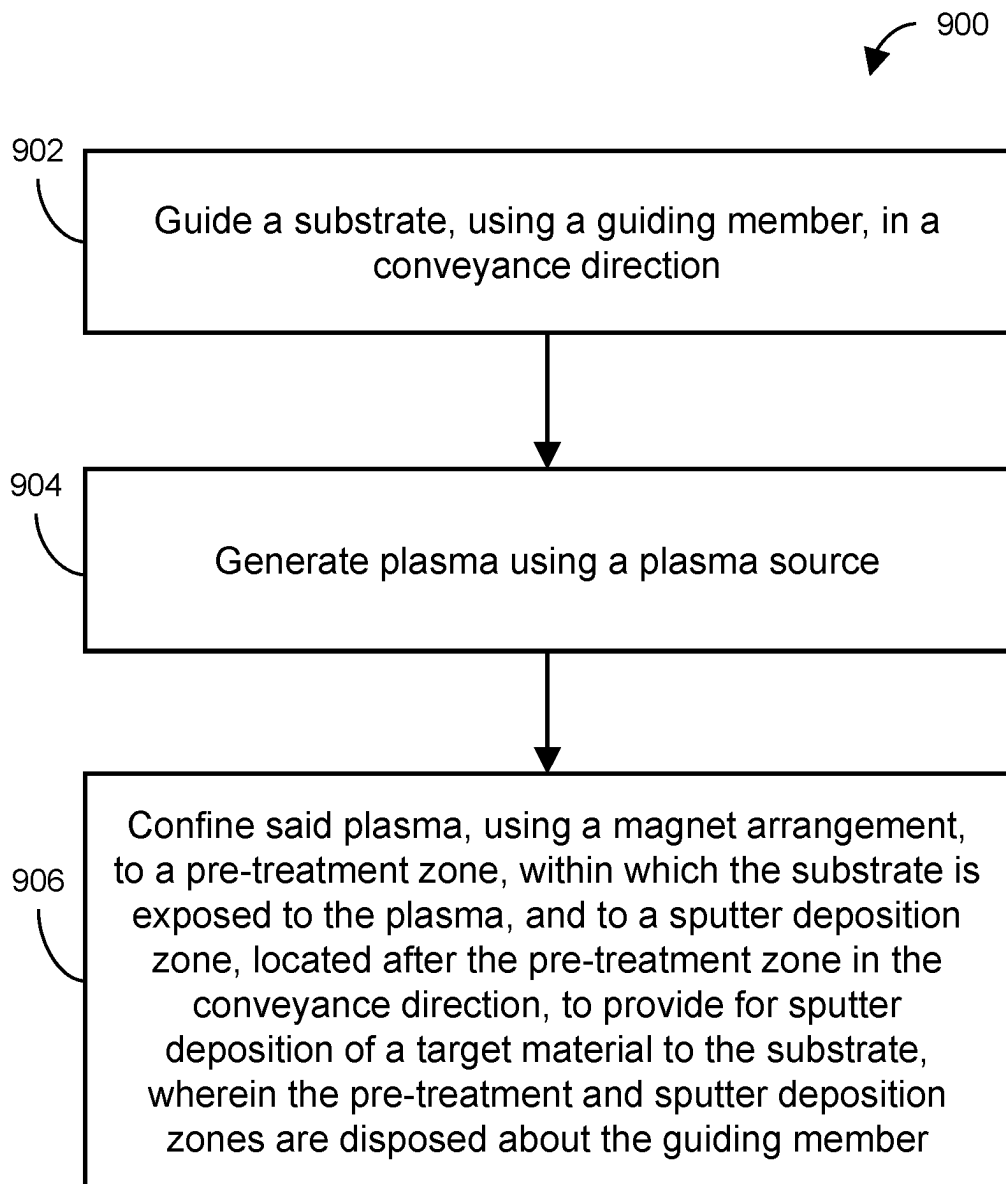 900
902
Guide a substrate, using a guiding member, in a
conveyance direction
904
Generate plasma using a plasma source
906
Confine said plasma, using a magnet arrangement,
to a pre-treatment zone, within which the substrate is
exposed to the plasma, and to a sputter deposition
zone, located after the pre-treatment zone in the
conveyance direction, to provide for sputter
deposition of a target material to the substrate,
wherein the pre-treatment and sputter deposition
zones are disposed about the guiding member